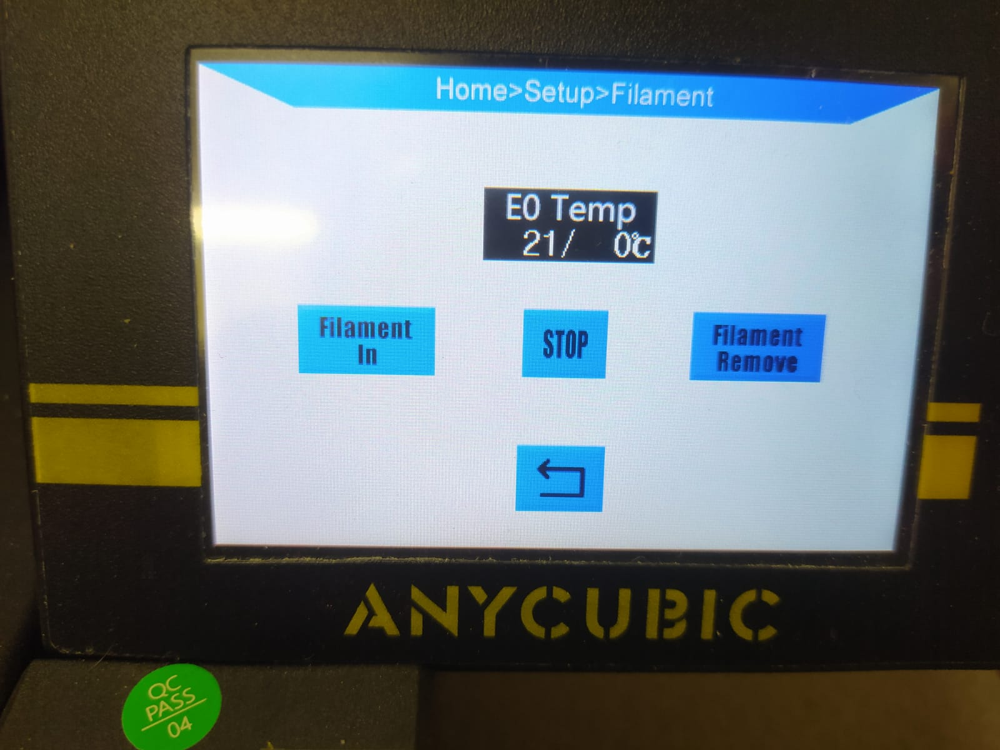 Home>Setup>Filament
E0 Temp
21/ 0℃
Filament
In
STOP
Filament
Remove
ANYCUBIC
QC
PASS
04